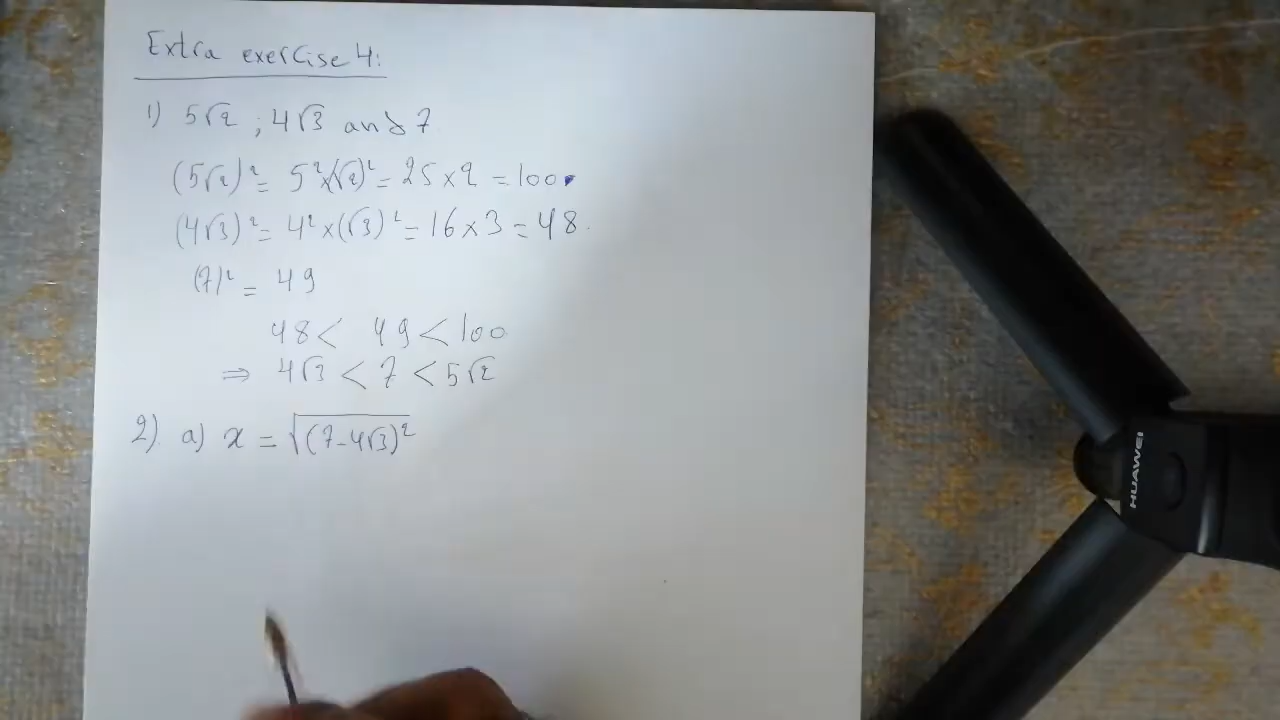 Extra exercise 4:
1) 5√2 ; 4√3 and 7
(5√2)² = 5²×(√2)² = 25 × 2 = 100.
(4√3)² = 4² × (√3)² = 16 × 3 = 48.
(7)² = 49
48 < 49 < 100
⇒ 4√3 < 7 < 5√2
2) a) x = √(7-4√3)²
HUAWEI